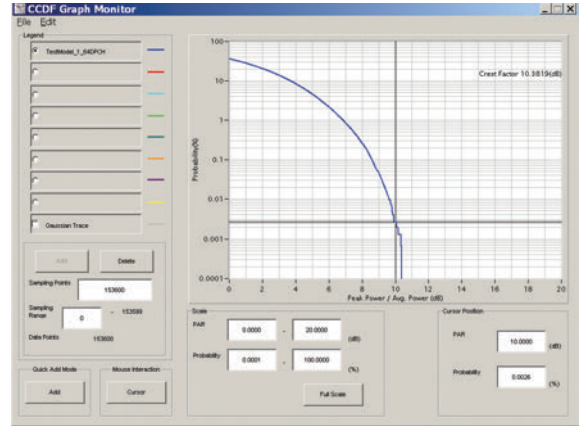 CCDF Graph Monitor
File Edit
Legend
TestModel_1_64DPCH
Gaussian Trace
Add Delete
Sampling Points 153600
Sampling Range 0 - 153599
Data Points 153600
Quick Add Mode
Add
Mouse Interaction
Cursor
Crest Factor 10.3819(dB)
Probability(%)
100
10
1
0.1
0.01
0.001
0.0001
0 2 4 6 8 10 12 14 16 18 20
Peak Power / Avg. Power (dB)
Scale
PAR 0.0000 - 20.0000 (dB)
Probability 0.0001 - 100.0000 (%)
Full Scale
Cursor Position
PAR 10.0000 (dB)
Probability 0.0026 (%)